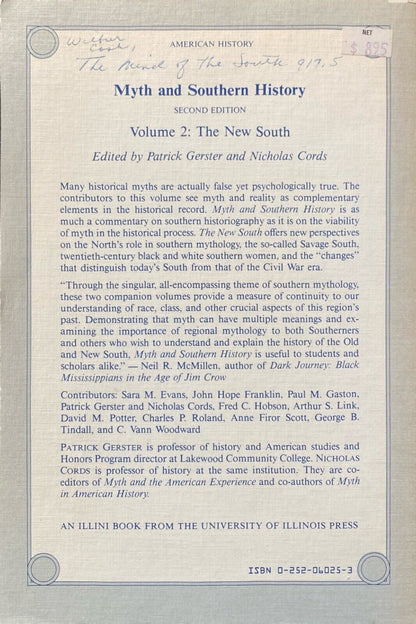 Wilbur
Cash,
AMERICAN HISTORY
NET
$ 8.95
The Mind of the South 917.5
Myth and Southern History
SECOND EDITION
Volume 2: The New South
Edited by Patrick Gerster and Nicholas Cords
Many historical myths are actually false yet psychologically true. The
contributors to this volume see myth and reality as complementary
elements in the historical record. Myth and Southern History is as
much a commentary on southern historiography as it is on the viability
of myth in the historical process. The New South offers new perspectives
on the North's role in southern mythology, the so-called Savage South,
twentieth-century black and white southern women, and the “changes”
that distinguish today's South from that of the Civil War era.
“Through the singular, all-encompassing theme of southern mythology,
these two companion volumes provide a measure of continuity to our
understanding of race, class, and other crucial aspects of this region's
past. Demonstrating that myth can have multiple meanings and ex-
amining the importance of regional mythology to both Southerners
and others who wish to understand and explain the history of the Old
and New South, Myth and Southern History is useful to students and
scholars alike.” — Neil R. McMillen, author of Dark Journey: Black
Mississippians in the Age of Jim Crow
Contributors: Sara M. Evans, John Hope Franklin, Paul M. Gaston,
Patrick Gerster and Nicholas Cords, Fred C. Hobson, Arthur S. Link,
David M. Potter, Charles P. Roland, Anne Firor Scott, George B.
Tindall, and C. Vann Woodward
PATRICK GERSTER is professor of history and American studies and
Honors Program director at Lakewood Community College. NICHOLAS
CORDS is professor of history at the same institution. They are co-
editors of Myth and the American Experience and co-authors of Myth
in American History.
AN ILLINI BOOK FROM THE UNIVERSITY OF ILLINOIS PRESS
ISBN 0-252-06025-3